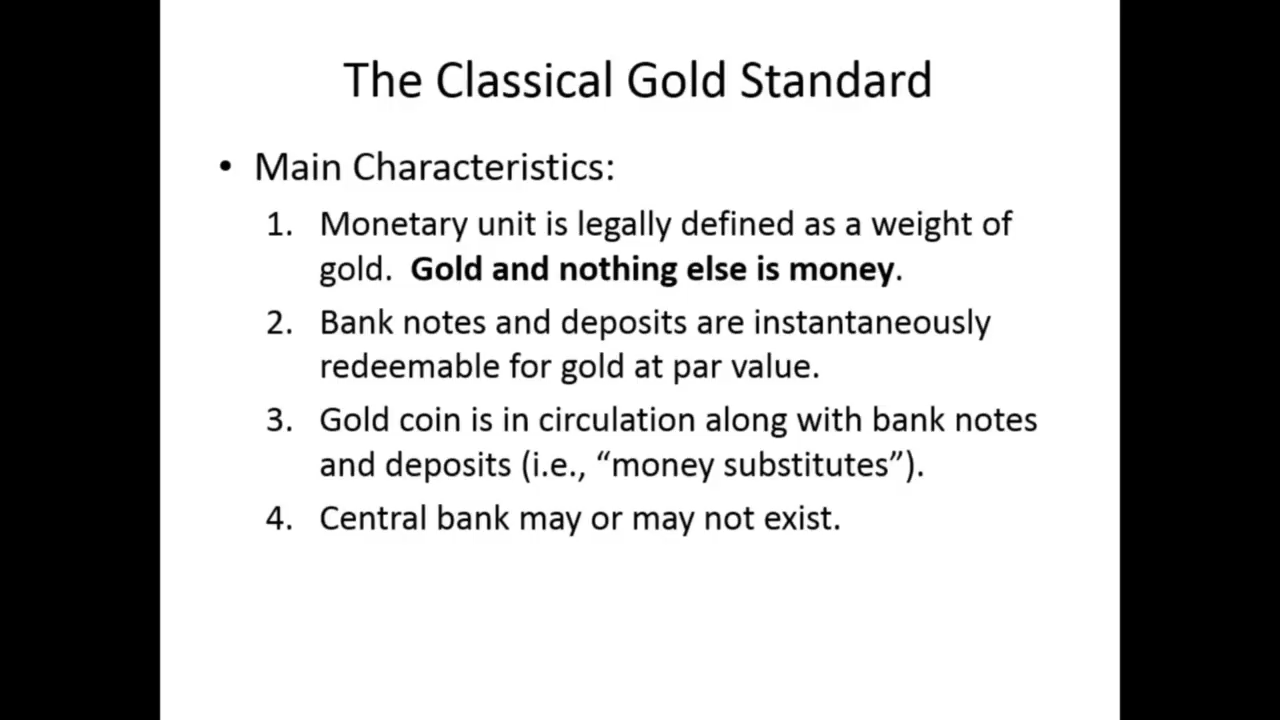 The Classical Gold Standard
• Main Characteristics:
1. Monetary unit is legally defined as a weight of
gold. Gold and nothing else is money.
2. Bank notes and deposits are instantaneously
redeemable for gold at par value.
3. Gold coin is in circulation along with bank notes
and deposits (i.e., “money substitutes”).
4. Central bank may or may not exist.